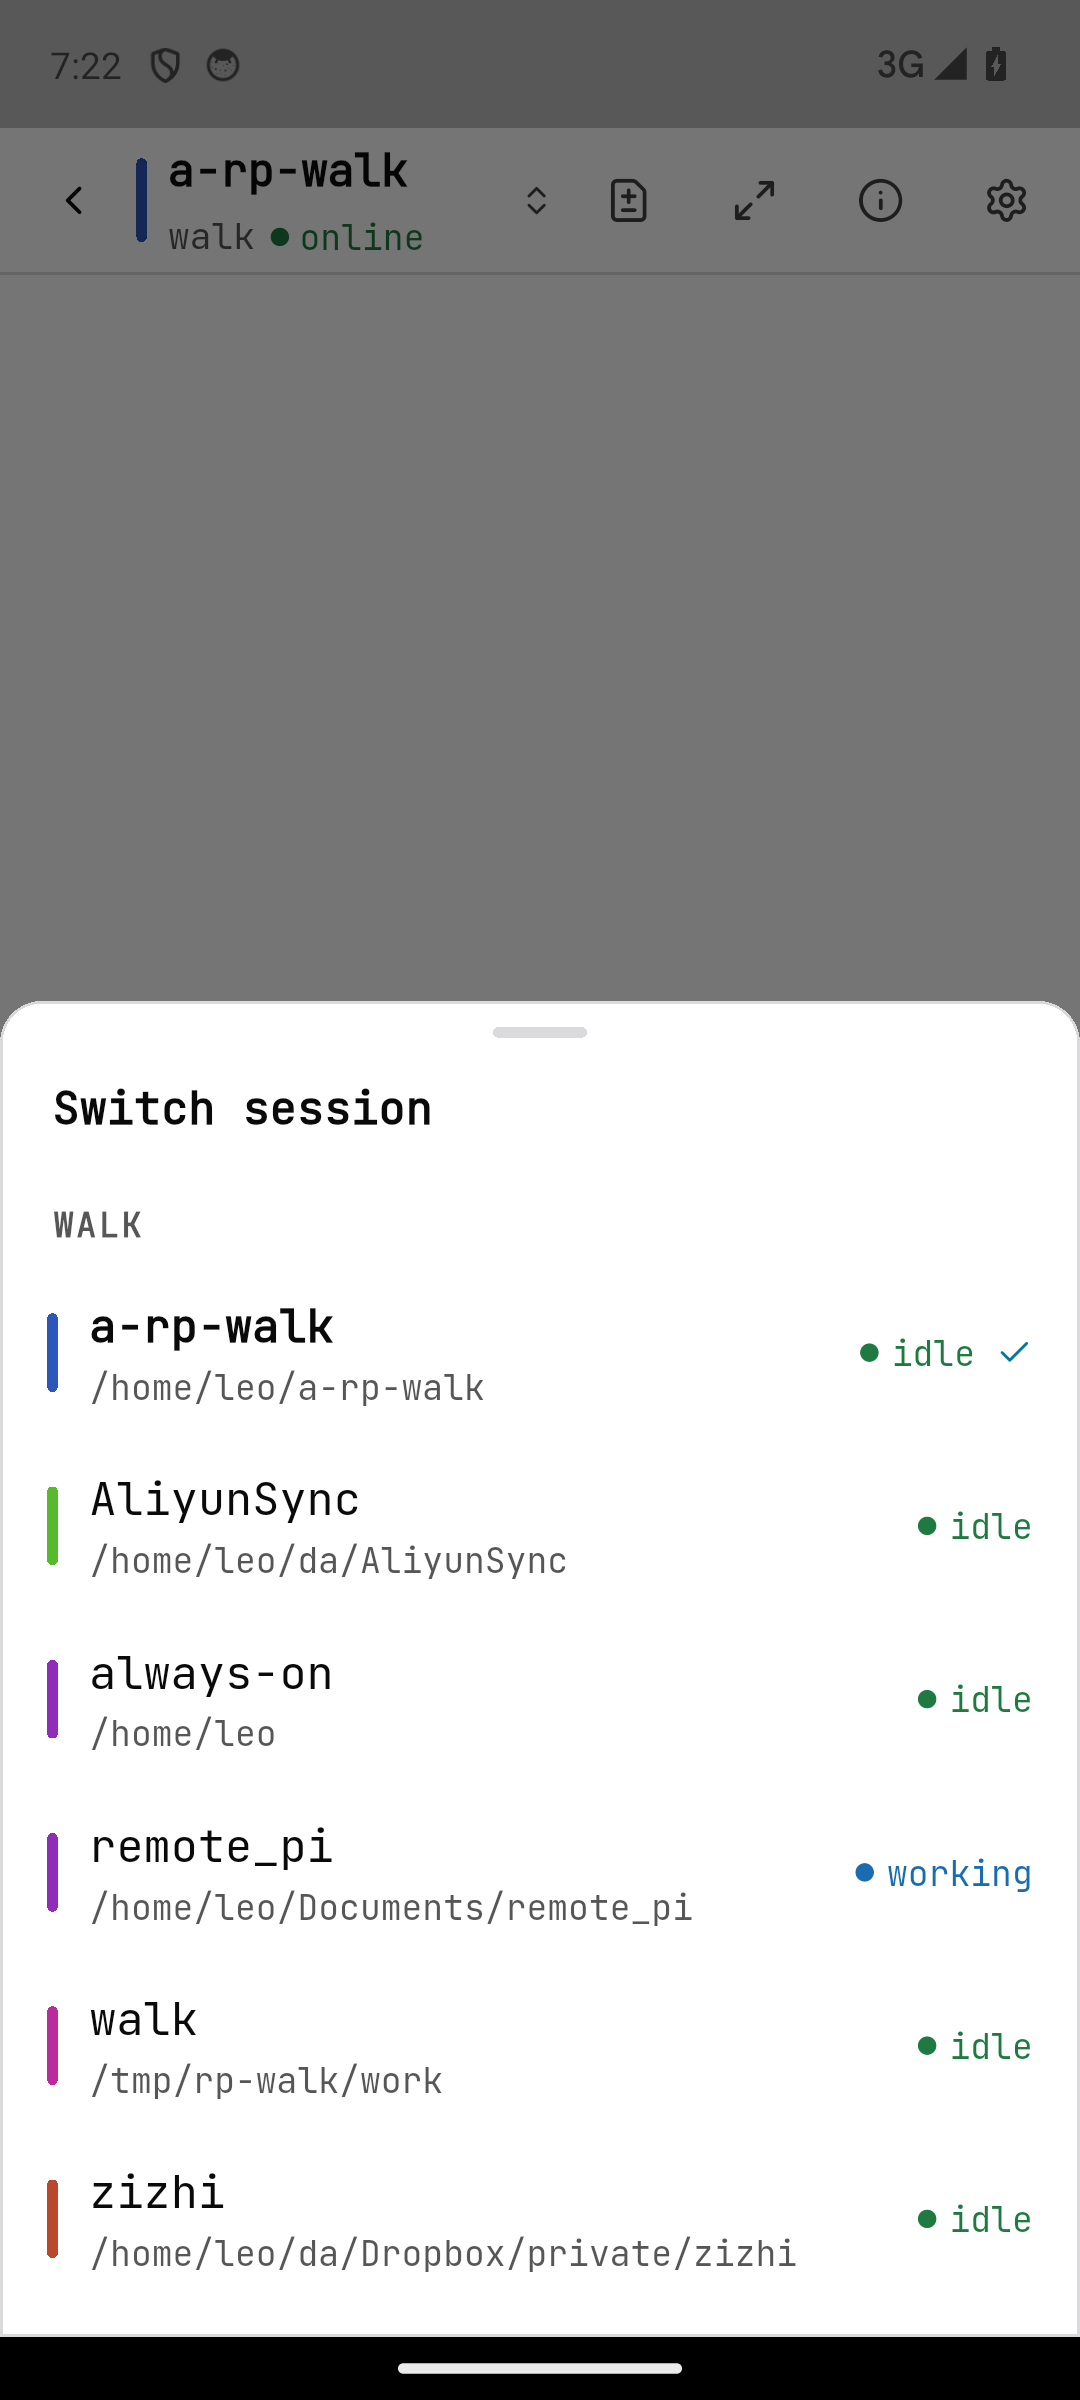 7:22
3G
a-rp-walk
walk online
Switch session
WALK
a-rp-walk
/home/leo/a-rp-walk
idle
AliyunSync
/home/leo/da/AliyunSync
idle
always-on
/home/leo
idle
remote_pi
/home/leo/Documents/remote_pi
working
walk
/tmp/rp-walk/work
idle
zizhi
/home/leo/da/Dropbox/private/zizhi
idle